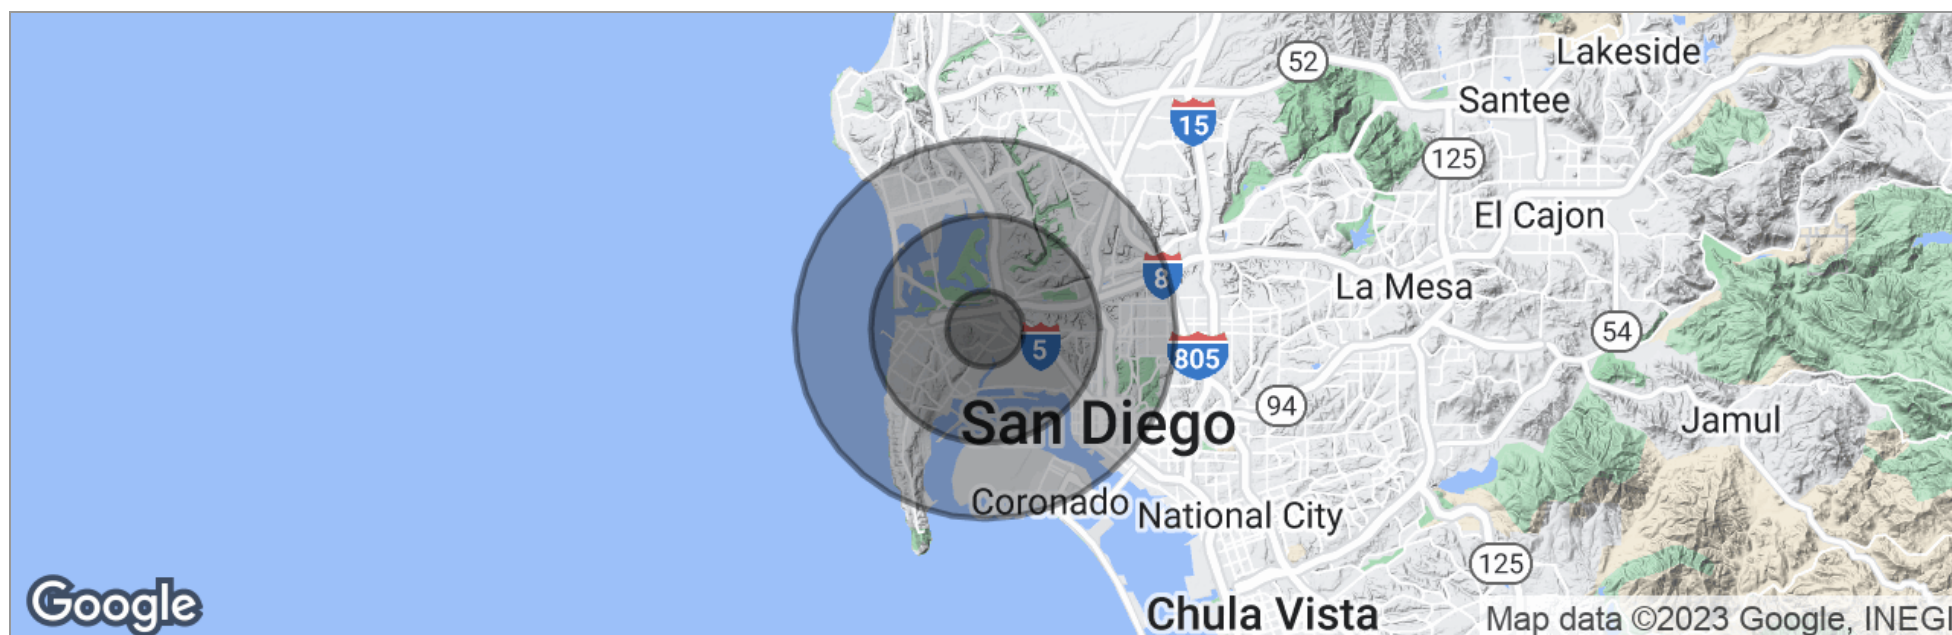 Lakeside
52
Santee
15
125
El Cajon
8
La Mesa
54
5
805
94
San Diego
Jamul
Coronado
National City
125
Google
Chula Vista
Map data ©2023 Google, INEGI